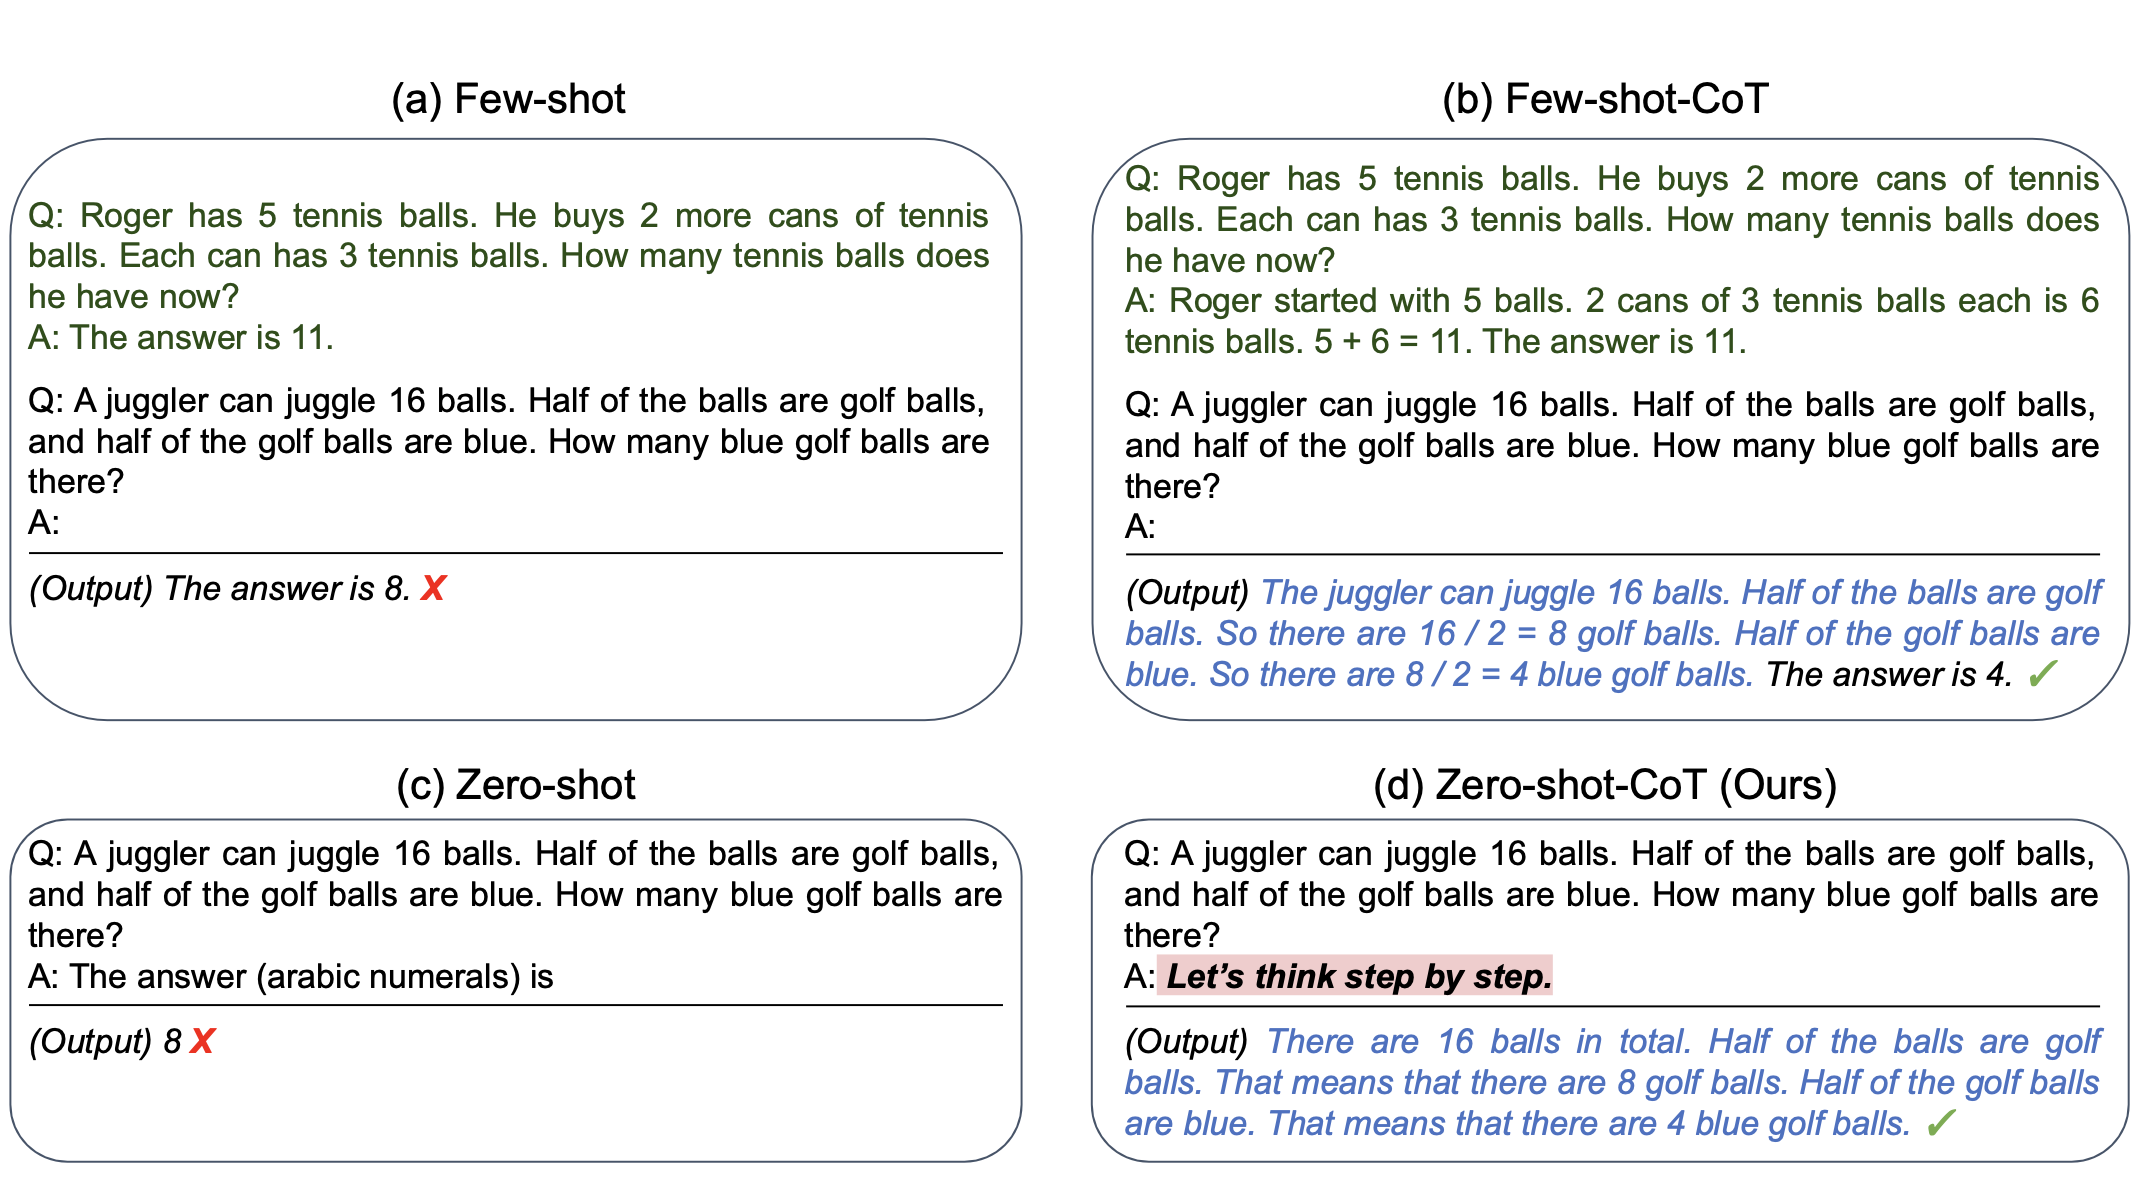 (a) Few-shot
Q: Roger has 5 tennis balls. He buys 2 more cans of tennis
balls. Each can has 3 tennis balls. How many tennis balls does
he have now?
A: The answer is 11.
Q: A juggler can juggle 16 balls. Half of the balls are golf balls,
and half of the golf balls are blue. How many blue golf balls are
there?
A:
(Output) The answer is 8. X
(b) Few-shot-CoT
Q: Roger has 5 tennis balls. He buys 2 more cans of tennis
balls. Each can has 3 tennis balls. How many tennis balls does
he have now?
A: Roger started with 5 balls. 2 cans of 3 tennis balls each is 6
tennis balls. 5 + 6 = 11. The answer is 11.
Q: A juggler can juggle 16 balls. Half of the balls are golf balls,
and half of the golf balls are blue. How many blue golf balls are
there?
A:
(Output) The juggler can juggle 16 balls. Half of the balls are golf
balls. So there are 16 / 2 = 8 golf balls. Half of the golf balls are
blue. So there are 8 / 2 = 4 blue golf balls. The answer is 4. ✓
(c) Zero-shot
Q: A juggler can juggle 16 balls. Half of the balls are golf balls,
and half of the golf balls are blue. How many blue golf balls are
there?
A: The answer (arabic numerals) is
(Output) 8 X
(d) Zero-shot-CoT (Ours)
Q: A juggler can juggle 16 balls. Half of the balls are golf balls,
and half of the golf balls are blue. How many blue golf balls are
there?
A: Let’s think step by step.
(Output) There are 16 balls in total. Half of the balls are golf
balls. That means that there are 8 golf balls. Half of the golf balls
are blue. That means that there are 4 blue golf balls. ✓